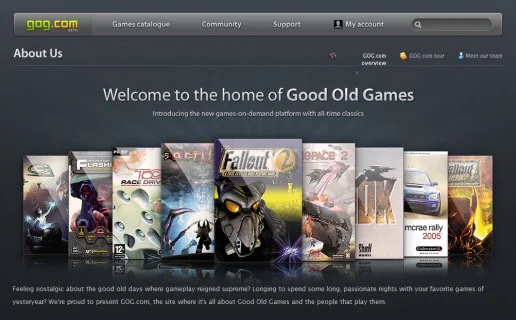 gog.com
beta
Games catalogue
Community
Support
My account
About Us
GOG.com
overview
GOG.com tour
Meet our team
Welcome to the home of Good Old Games
Introducing the new games-on-demand platform with all-time classics
RACE DRIVER
Fallout 2
SPACE 2
mcrae rally
2005
Feeling nostalgic about the good old days where gameplay reigned supreme? Longing to spend some long, passionate nights with your favorite games of
yesteryear? We're proud to present GOG.com, the site where it's all about Good Old Games and the people that play them.